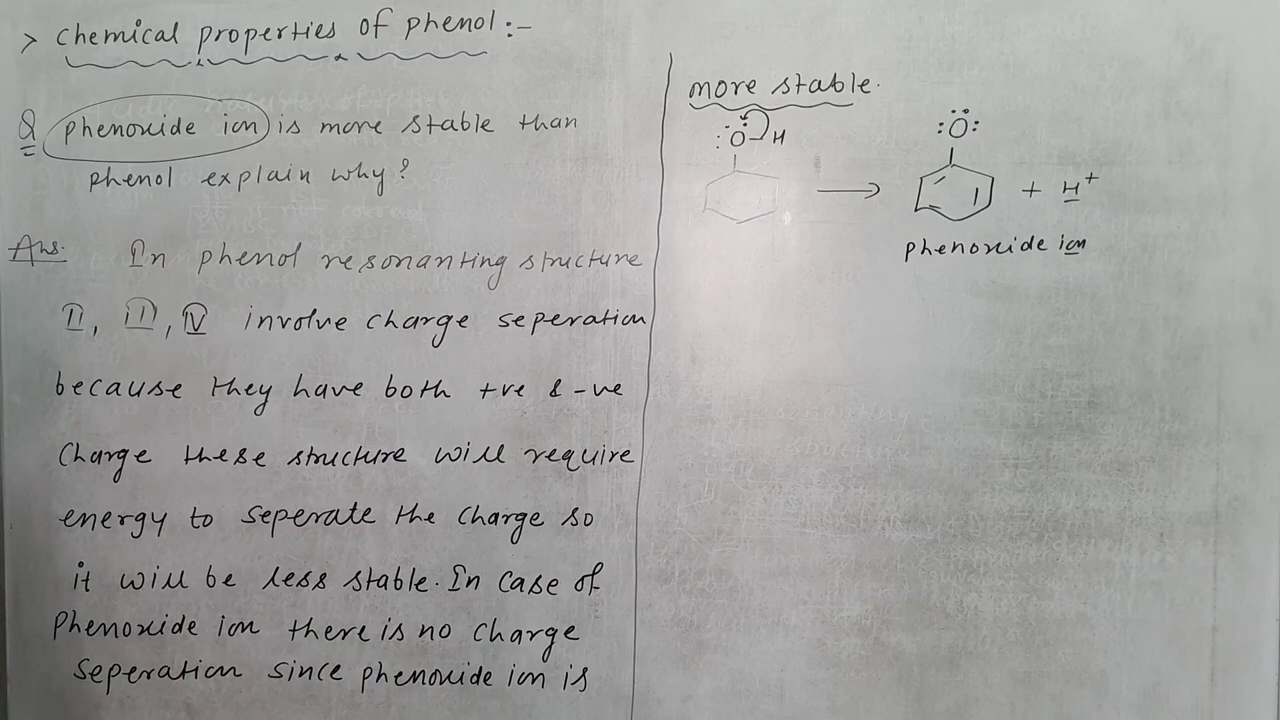 > chemical properties of phenol :-
Q phenoxide ion is more stable than
phenol explain why ?
Ans. In phenol resonanting structure
II, III, IV involve charge seperation
because they have both +ve & -ve
Charge these structure will require
energy to seperate the charge so
it will be less stable. In case of
Phenoxide ion there is no charge
seperation since phenoxide ion is
more stable.
:O H
:O:
+ H+
phenoxide ion